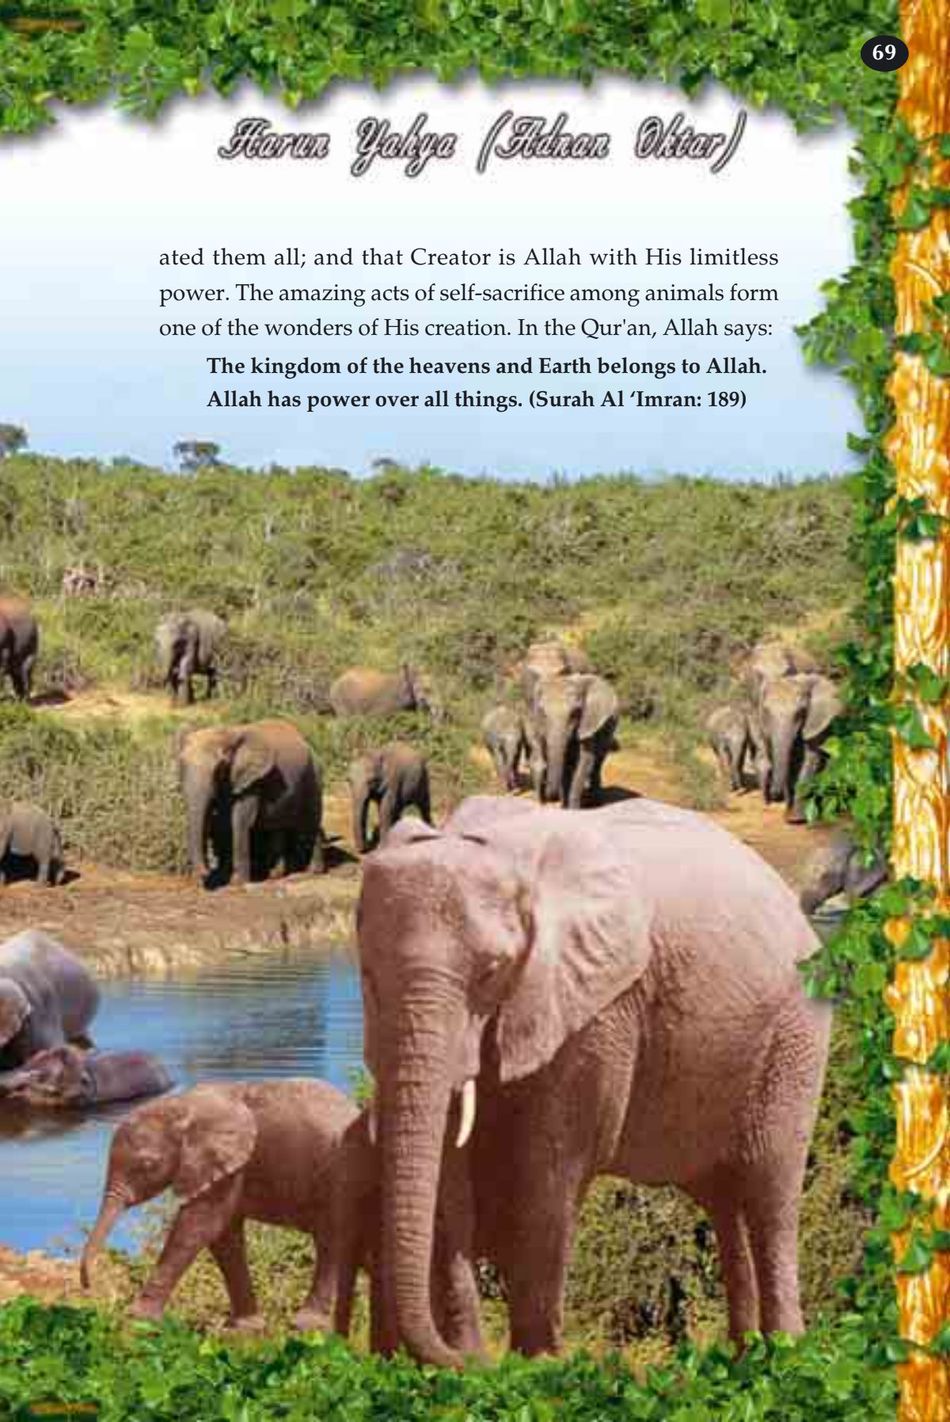 69
Harun Yahya (Adnan Oktar)
ated them all; and that Creator is Allah with His limitless
power. The amazing acts of self-sacrifice among animals form
one of the wonders of His creation. In the Qur'an, Allah says:
The kingdom of the heavens and Earth belongs to Allah.
Allah has power over all things. (Surah Al ‘Imran: 189)